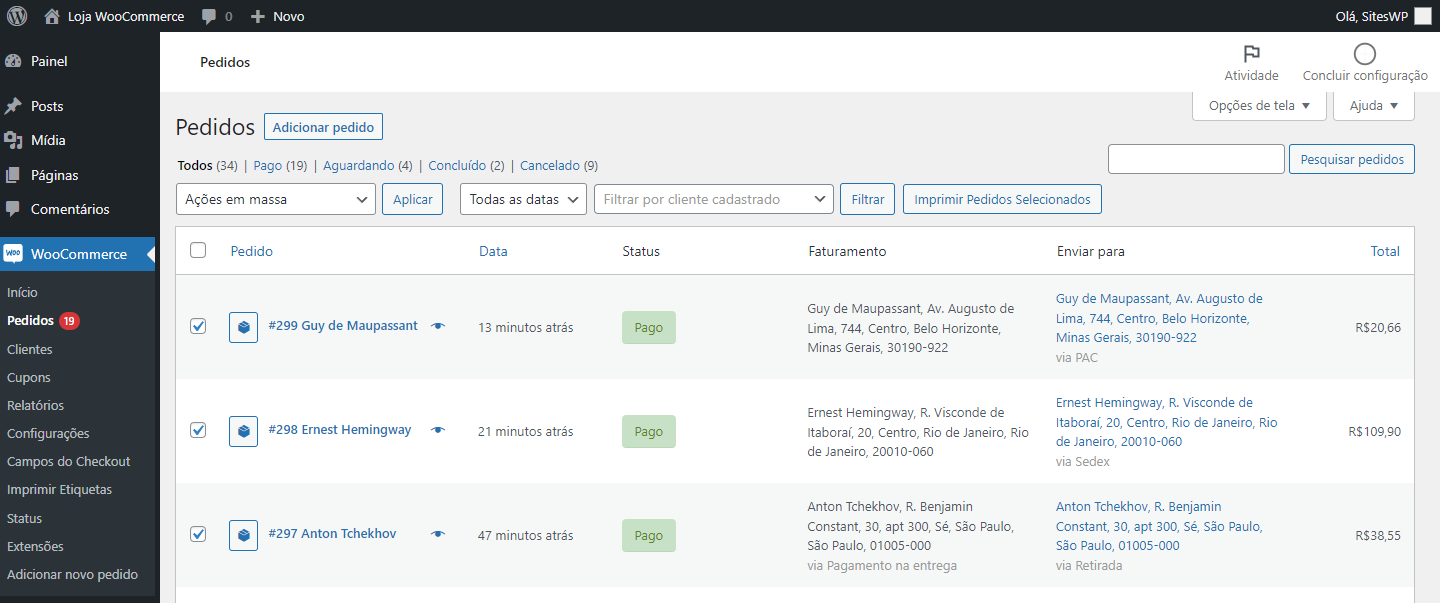 Loja WooCommerce 0 Novo Olá, SitesWP
Painel
Posts
Mídia
Páginas
Comentários
WOO WooCommerce
Início
Pedidos 19
Clientes
Cupons
Relatórios
Configurações
Campos do Checkout
Imprimir Etiquetas
Status
Extensões
Adicionar novo pedido
Pedidos
Atividade Concluir configuração
Opções de tela ▼ Ajuda ▼
Pedidos Adicionar pedido
Todos (34) | Pago (19) | Aguardando (4) | Concluído (2) | Cancelado (9)
Pesquisar pedidos
Ações em massa Aplicar Todas as datas Filtrar por cliente cadastrado Filtrar Imprimir Pedidos Selecionados
Pedido Data Status Faturamento Enviar para Total
#299 Guy de Maupassant 13 minutos atrás Pago
Guy de Maupassant, Av. Augusto de
Lima, 744, Centro, Belo Horizonte,
Minas Gerais, 30190-922
Guy de Maupassant, Av. Augusto de
Lima, 744, Centro, Belo Horizonte,
Minas Gerais, 30190-922
via PAC
R$20,66
#298 Ernest Hemingway 21 minutos atrás Pago
Ernest Hemingway, R. Visconde de
Itaboraí, 20, Centro, Rio de Janeiro, Rio
de Janeiro, 20010-060
Ernest Hemingway, R. Visconde de
Itaboraí, 20, Centro, Rio de Janeiro, Rio
de Janeiro, 20010-060
via Sedex
R$109,90
#297 Anton Tchekhov 47 minutos atrás Pago
Anton Tchekhov, R. Benjamin
Constant, 30, apt 300, Sé, São Paulo,
São Paulo, 01005-000
via Pagamento na entrega
Anton Tchekhov, R. Benjamin
Constant, 30, apt 300, Sé, São Paulo,
São Paulo, 01005-000
via Retirada
R$38,55